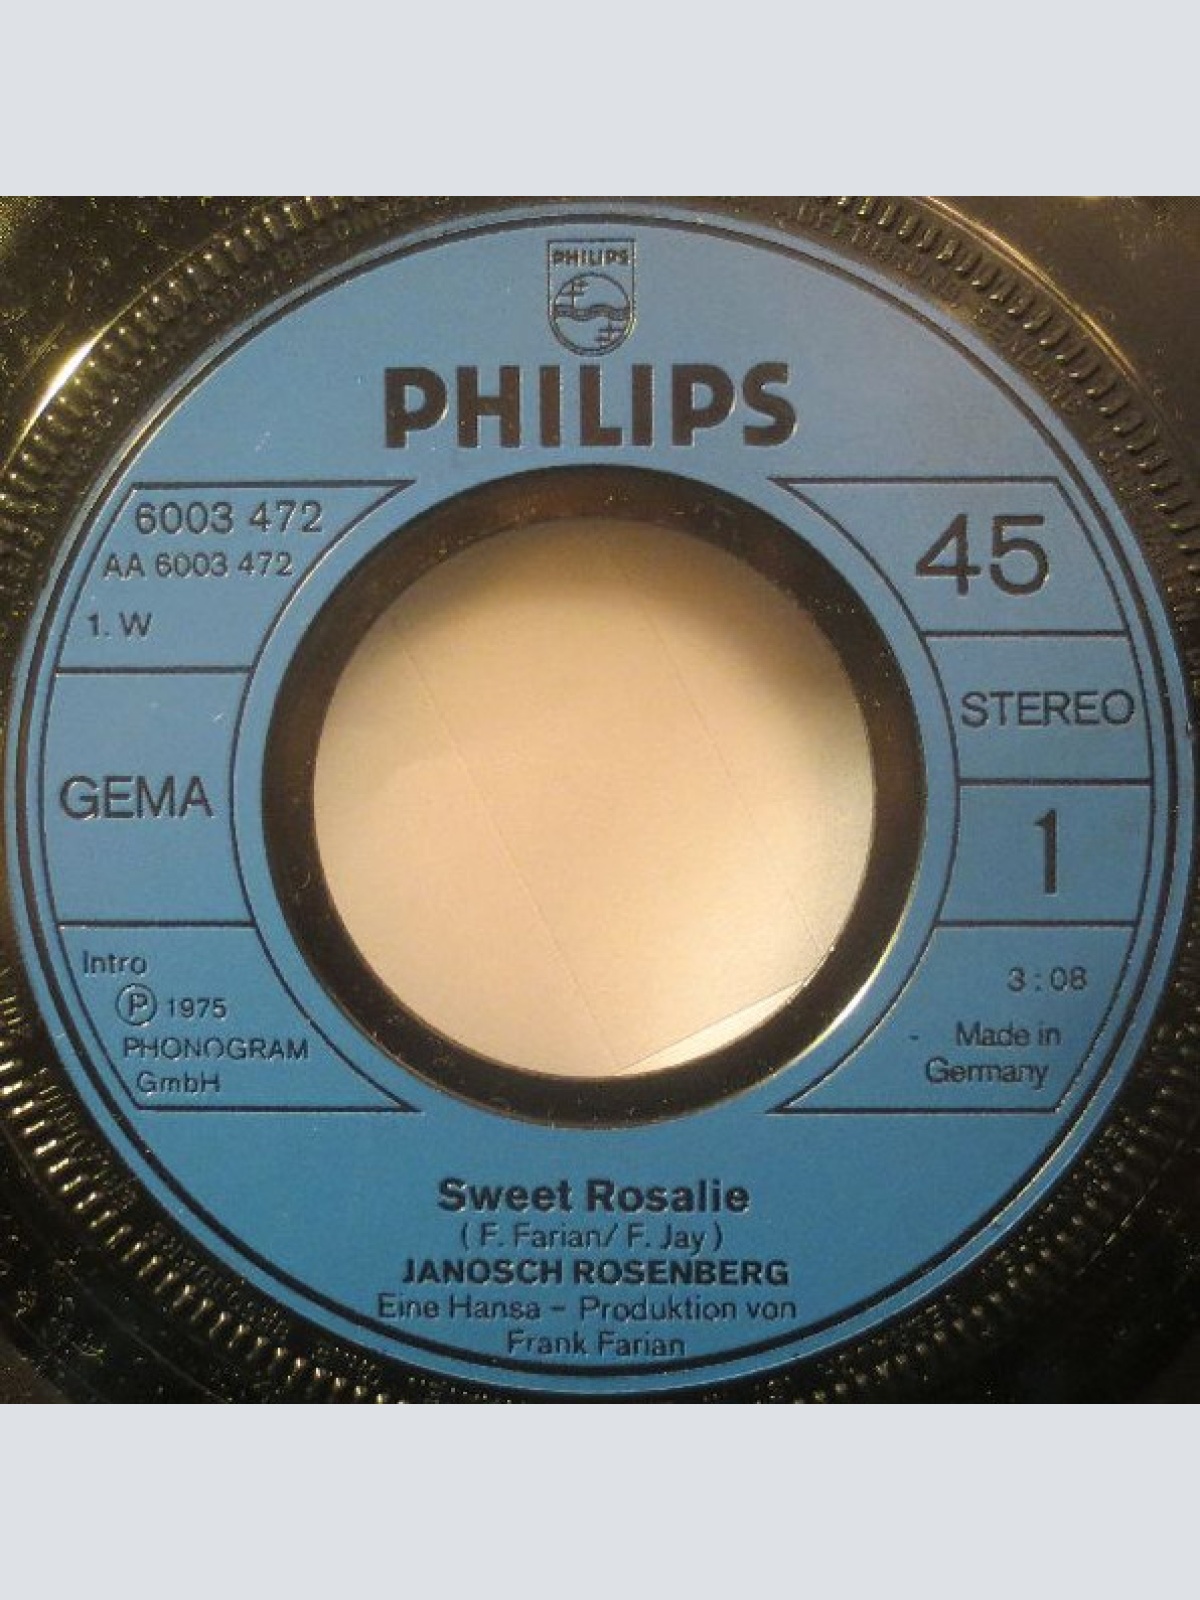 PHILIPS
PHILIPS
6003 472
AA 6003 472
1. W
GEMA
Intro
Ⓟ 1975
PHONOGRAM
GmbH
45
STEREO
1
3:08
Made in
Germany
Sweet Rosalie
( F. Farian/ F. Jay )
JANOSCH ROSENBERG
Eine Hansa – Produktion von
Frank Farian